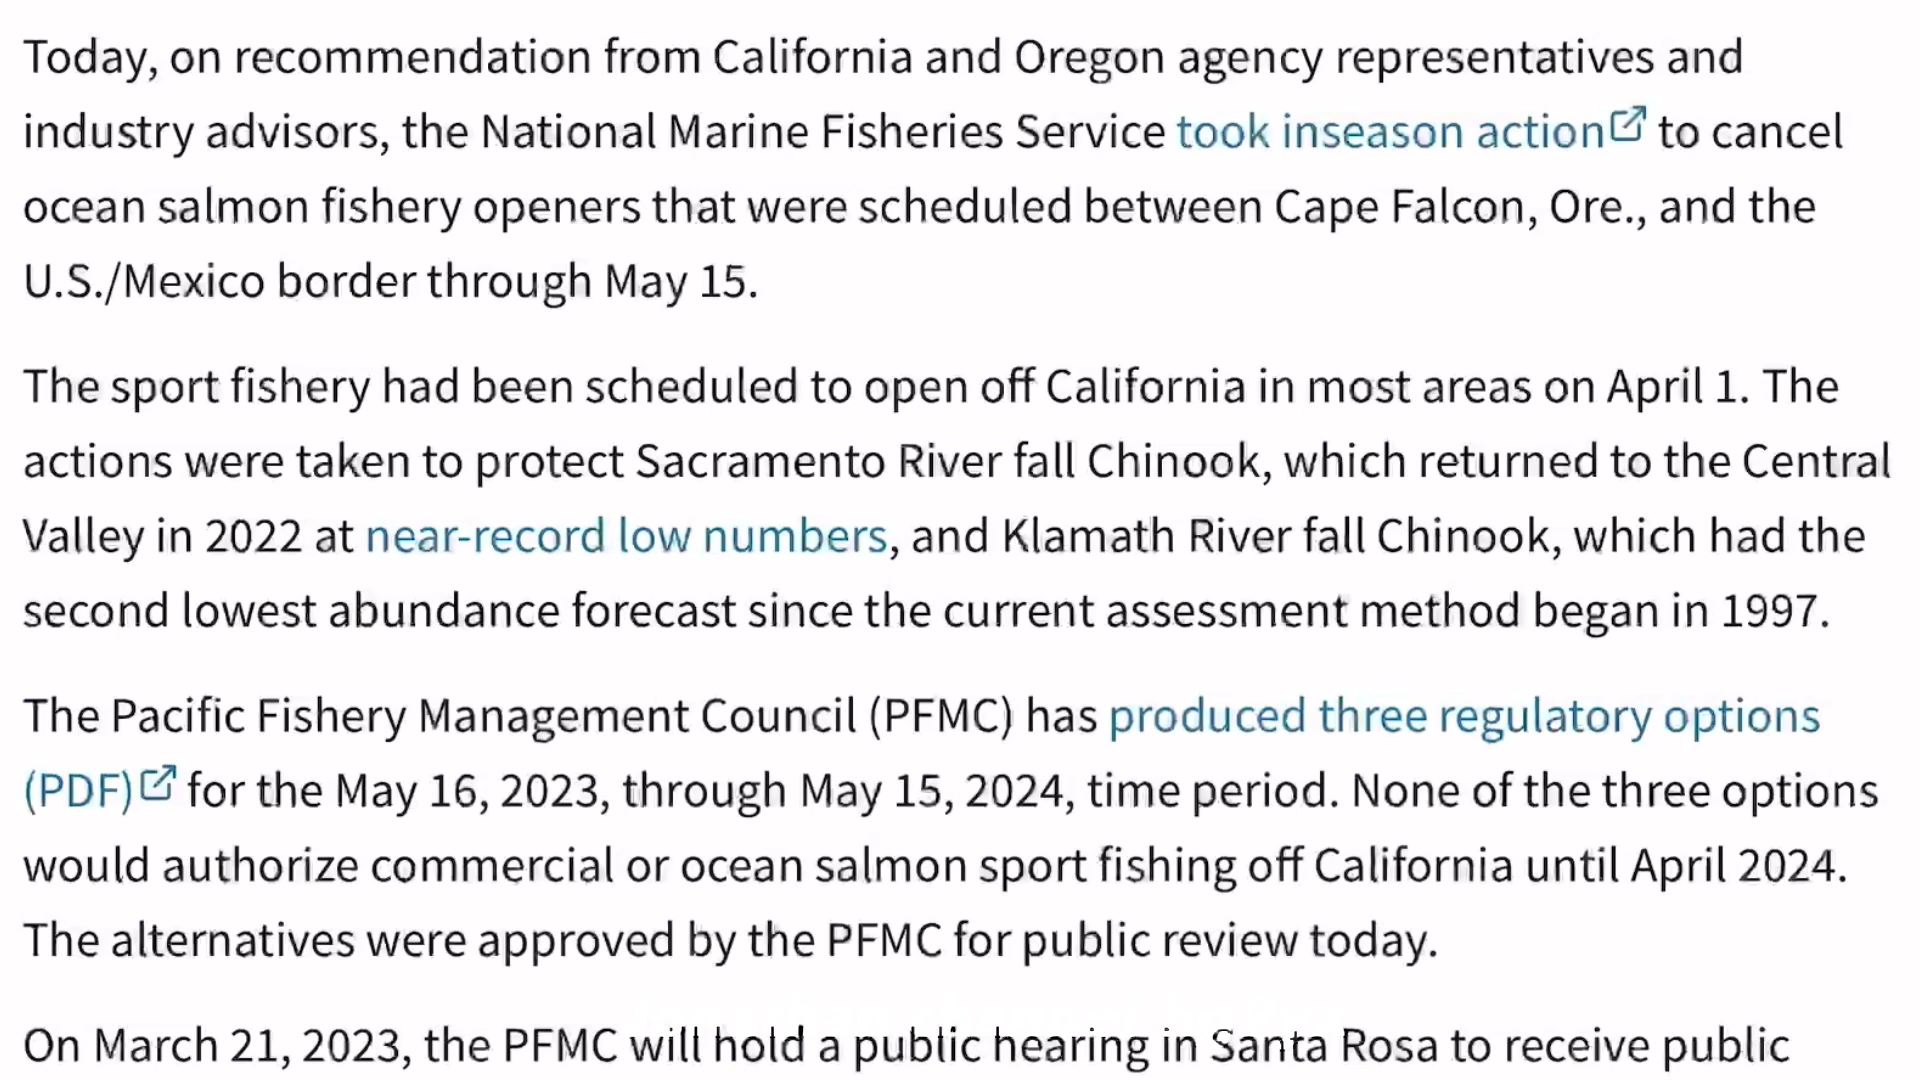 Today, on recommendation from California and Oregon agency representatives and
industry advisors, the National Marine Fisheries Service took inseason action to cancel
ocean salmon fishery openers that were scheduled between Cape Falcon, Ore., and the
U.S./Mexico border through May 15.
The sport fishery had been scheduled to open off California in most areas on April 1. The
actions were taken to protect Sacramento River fall Chinook, which returned to the Central
Valley in 2022 at near-record low numbers, and Klamath River fall Chinook, which had the
second lowest abundance forecast since the current assessment method began in 1997.
The Pacific Fishery Management Council (PFMC) has produced three regulatory options
(PDF) for the May 16, 2023, through May 15, 2024, time period. None of the three options
would authorize commercial or ocean salmon sport fishing off California until April 2024.
The alternatives were approved by the PFMC for public review today.
On March 21, 2023, the PFMC will hold a public hearing in Santa Rosa to receive public